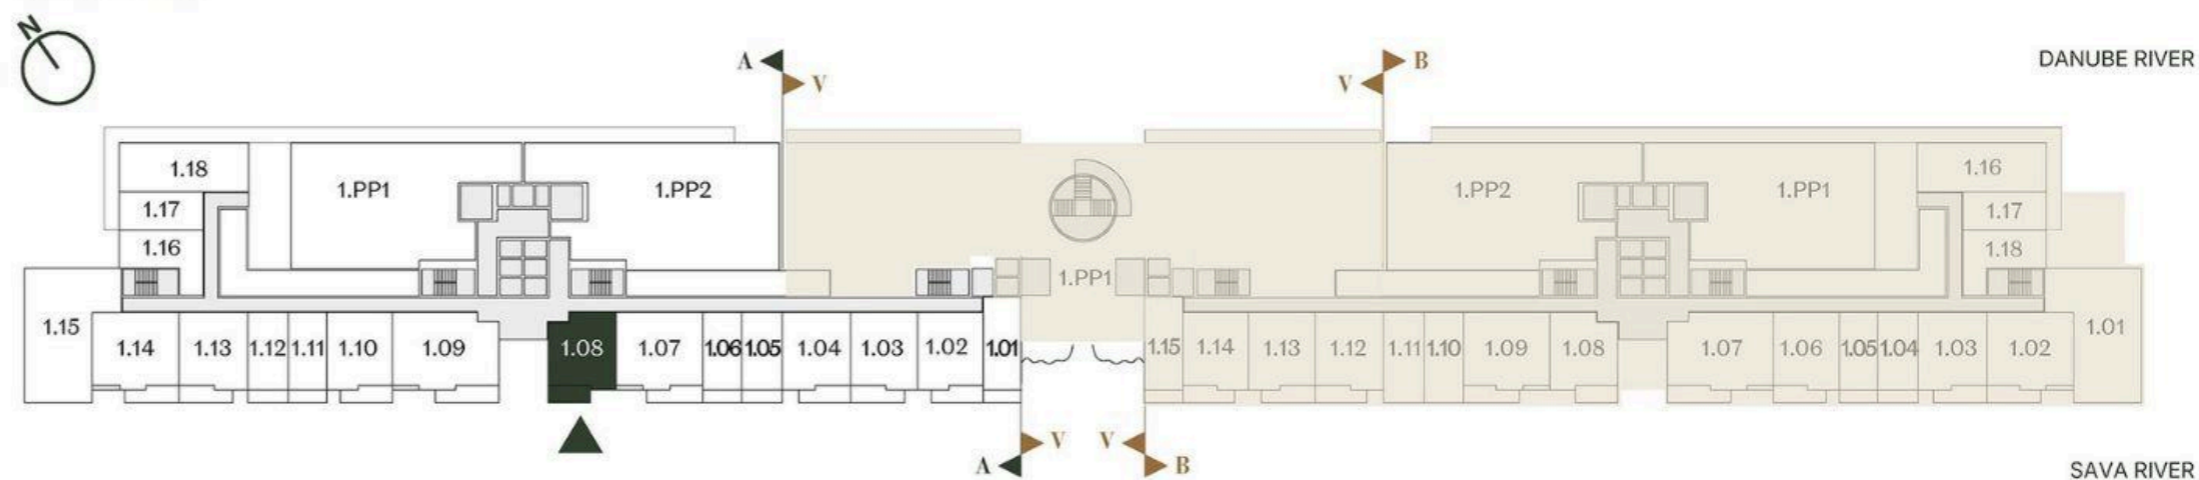 N
A V
V B
DANUBE RIVER
1.18
1.17
1.16
1.PP1
1.PP2
1.PP2
1.PP1
1.16
1.17
1.18
1.PP1
1.15
1.14 1.13 1.12 1.11 1.10 1.09 1.08 1.07 1.06 1.05 1.04 1.03 1.02 1.01
1.15 1.14 1.13 1.12 1.11 1.10 1.09 1.08 1.07 1.06 1.05 1.04 1.03 1.02
1.01
V V
A B
SAVA RIVER